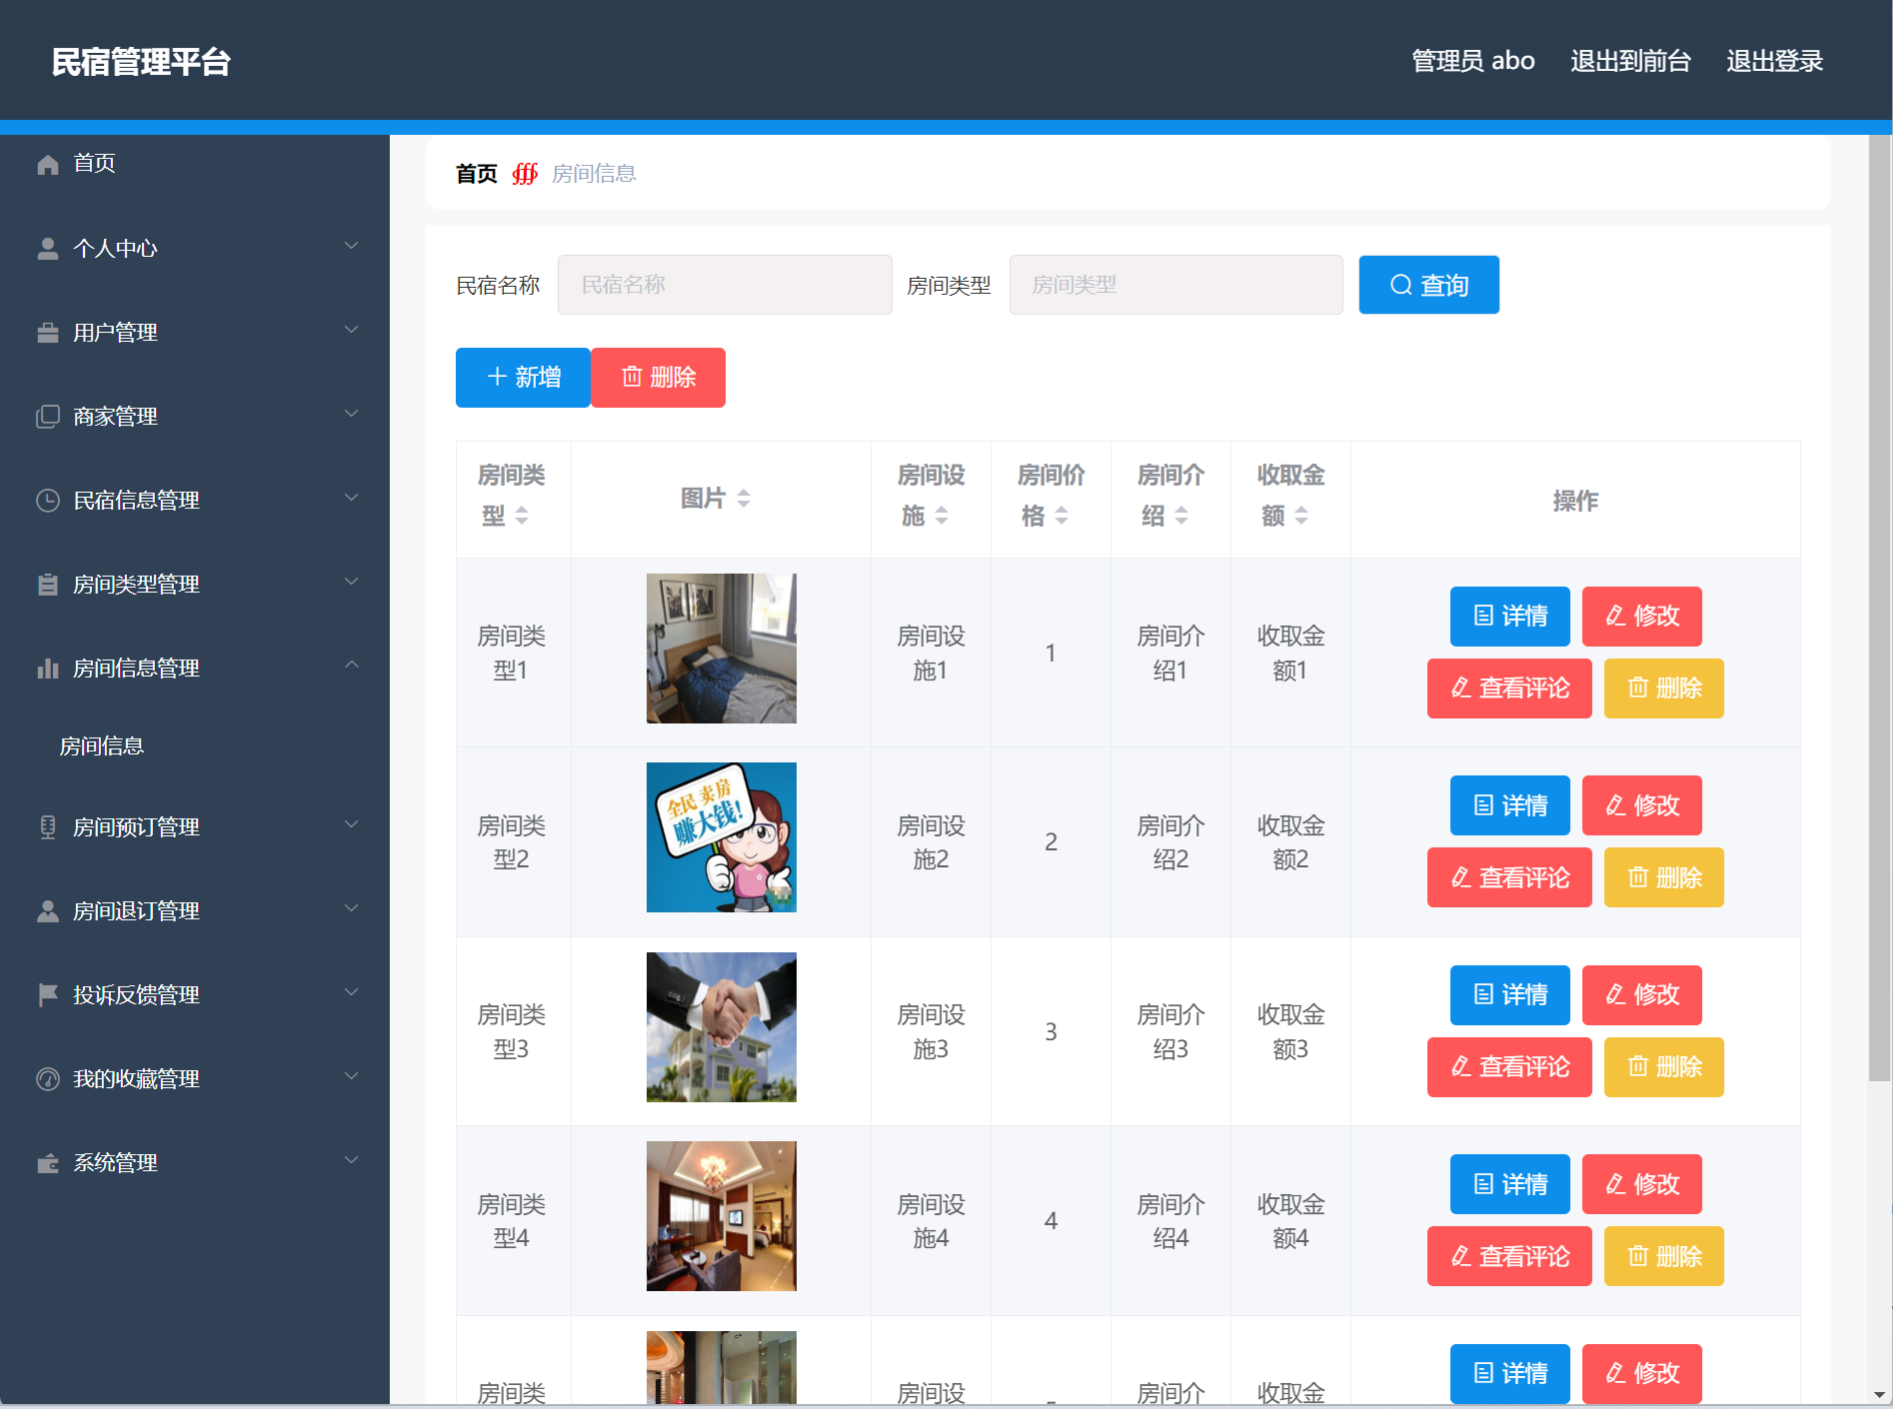 民宿管理平台
管理员 abo 退出到前台 退出登录
首页
个人中心
用户管理
商家管理
民宿信息管理
房间类型管理
房间信息管理
房间信息
房间预订管理
房间退订管理
投诉反馈管理
我的收藏管理
系统管理
首页 房间信息
民宿名称 民宿名称 房间类型 房间类型 查询
新增 删除
房间类型 图片 房间设施 房间价格 房间介绍 收取金额 操作
房间类型1 房间设施1 1 房间介绍1 收取金额1 详情 修改
查看评论 删除
全民 卖房
赚大钱!
房间类型2 房间设施2 2 房间介绍2 收取金额2 详情 修改
查看评论 删除
房间类型3 房间设施3 3 房间介绍3 收取金额3 详情 修改
查看评论 删除
房间类型4 房间设施4 4 房间介绍4 收取金额4 详情 修改
查看评论 删除
房间类 房间设 房间介 收取金 详情 修改